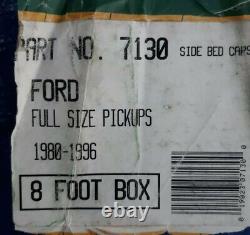 PART NO. 7130 SIDE BED CAPS
FORD
FULL SIZE PICKUPS
1980-1996
8 FOOT BOX